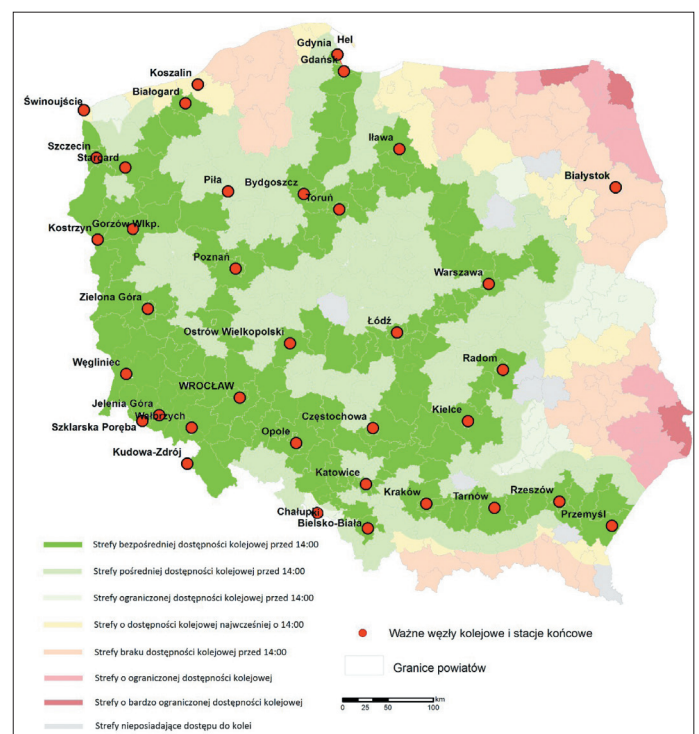 Gdynia Hel
Gdańsk
Koszalin
Białogard
Świnoujście
Szczecin
Stargard
Iława
Piła
Bydgoszcz
Toruń
Białystok
Gorzów Wlkp.
Kostrzyn
Poznań
Warszawa
Zielona Góra
Łódź
Ostrów Wielkopolski
Węgliniec
Radom
WROCŁAW
Jelenia Góra
Wałbrzych
Szklarska Poręba
Częstochowa
Kielce
Opole
Kudowa-Zdrój
Katowice
Kraków
Tarnów
Rzeszów
Przemyśl
Chałupki
Bielsko-Biała
Strefy bezpośredniej dostępności kolejowej przed 14:00
Strefy pośredniej dostępności kolejowej przed 14:00
Strefy ograniczonej dostępności kolejowej przed 14:00
Strefy o dostępności kolejowej najwcześniej o 14:00
Strefy braku dostępności kolejowej przed 14:00
Strefy o ograniczonej dostępności kolejowej
Strefy o bardzo ograniczonej dostępności kolejowej
Strefy nieposiadające dostępu do kolei
Ważne węzły kolejowe i stacje końcowe
Granice powiatów
km
0 25 50 100